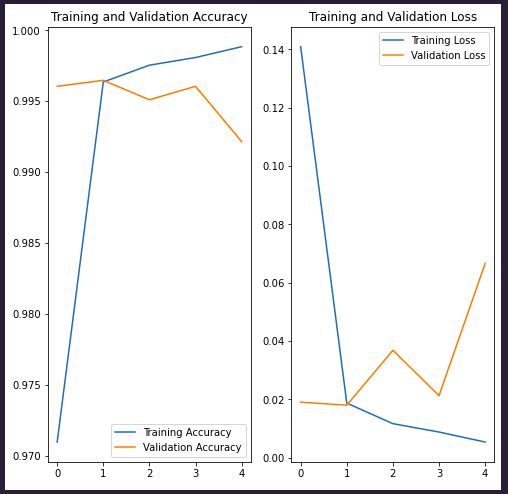 Training and Validation Accuracy
1.000
0.995
0.990
0.985
0.980
0.975
0.970
0 1 2 3 4
Training Accuracy
Validation Accuracy
Training and Validation Loss
Training Loss
Validation Loss
0.14
0.12
0.10
0.08
0.06
0.04
0.02
0.00
0 1 2 3 4